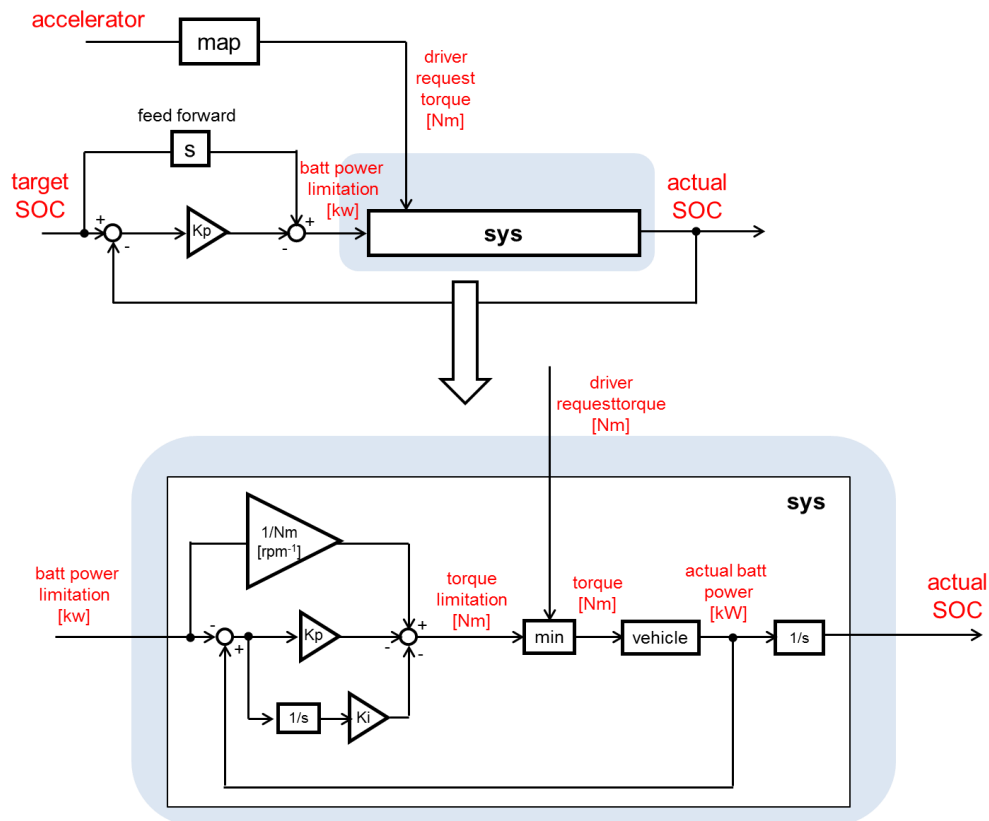 accelerator
map
driver
request
torque
[Nm]
feed forward
s
target
SOC
+
-
Kp
+
-
batt power
limitation
[kw]
sys
actual
SOC
driver
requesttorque
[Nm]
sys
1/Nm
[rpm⁻¹]
batt power
limitation
[kw]
-
+
Kp
+
-
-
1/s
Ki
torque
limitation
[Nm]
min
torque
[Nm]
vehicle
actual batt
power
[kW]
1/s
actual
SOC